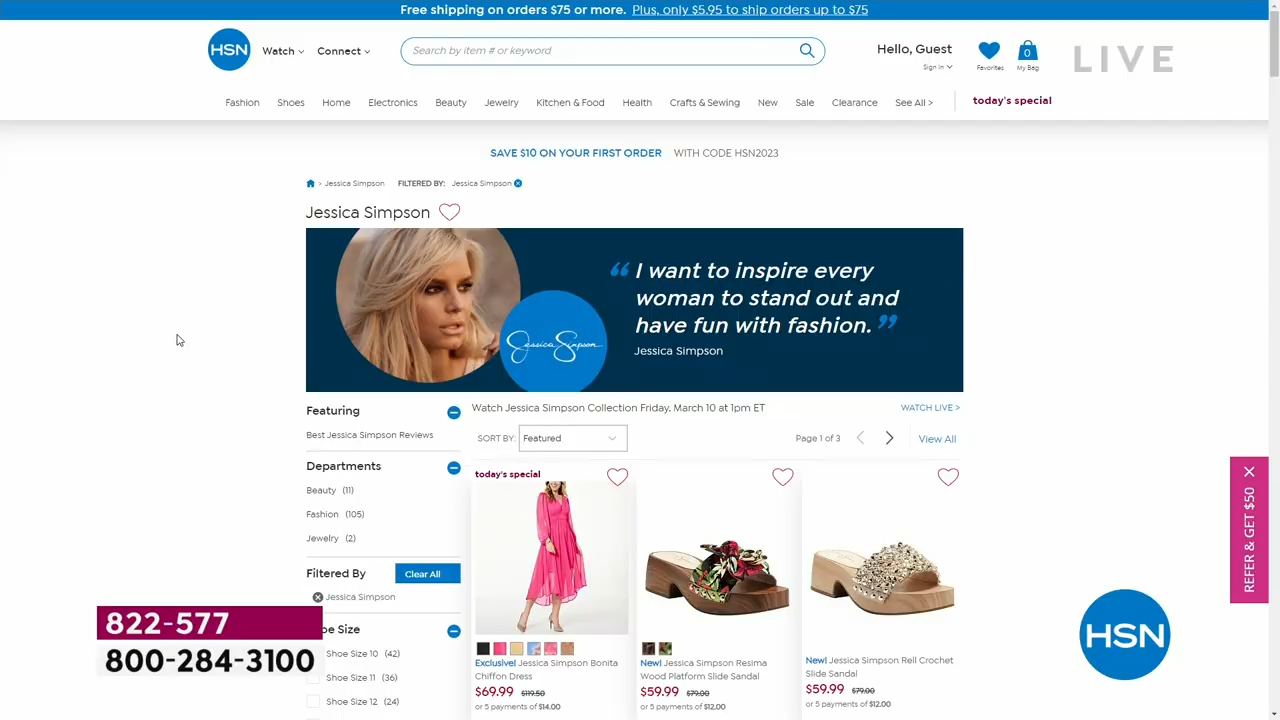 Free shipping on orders $75 or more. Plus, only $5.95 to ship orders up to $75
HSN
Watch
Connect
Search by item # or keyword
Hello, Guest
Sign In
Favorites
0
My Bag
LIVE
Fashion Shoes Home Electronics Beauty Jewelry Kitchen & Food Health Crafts & Sewing New Sale Clearance See All > today's special
SAVE $10 ON YOUR FIRST ORDER WITH CODE HSN2023
> Jessica Simpson FILTERED BY: Jessica Simpson
Jessica Simpson
Jessica Simpson
“ I want to inspire every
woman to stand out and
have fun with fashion. ”
Jessica Simpson
Featuring
Best Jessica Simpson Reviews
Departments
Beauty (11)
Fashion (105)
Jewelry (2)
Filtered By
Clear All
Jessica Simpson
oe Size
Shoe Size 10 (42)
Shoe Size 11 (36)
Shoe Size 12 (24)
Watch Jessica Simpson Collection Friday, March 10 at 1pm ET
WATCH LIVE >
SORT BY: Featured
Page 1 of 3
View All
today's special
Exclusive! Jessica Simpson Bonita
Chiffon Dress
$69.99 $119.50
or 5 payments of $14.00
New! Jessica Simpson Resima
Wood Platform Slide Sandal
$59.99 $79.00
or 5 payments of $12.00
New! Jessica Simpson Rell Crochet
Slide Sandal
$59.99 $79.00
or 5 payments of $12.00
REFER & GET $50
822-577
800-284-3100
HSN